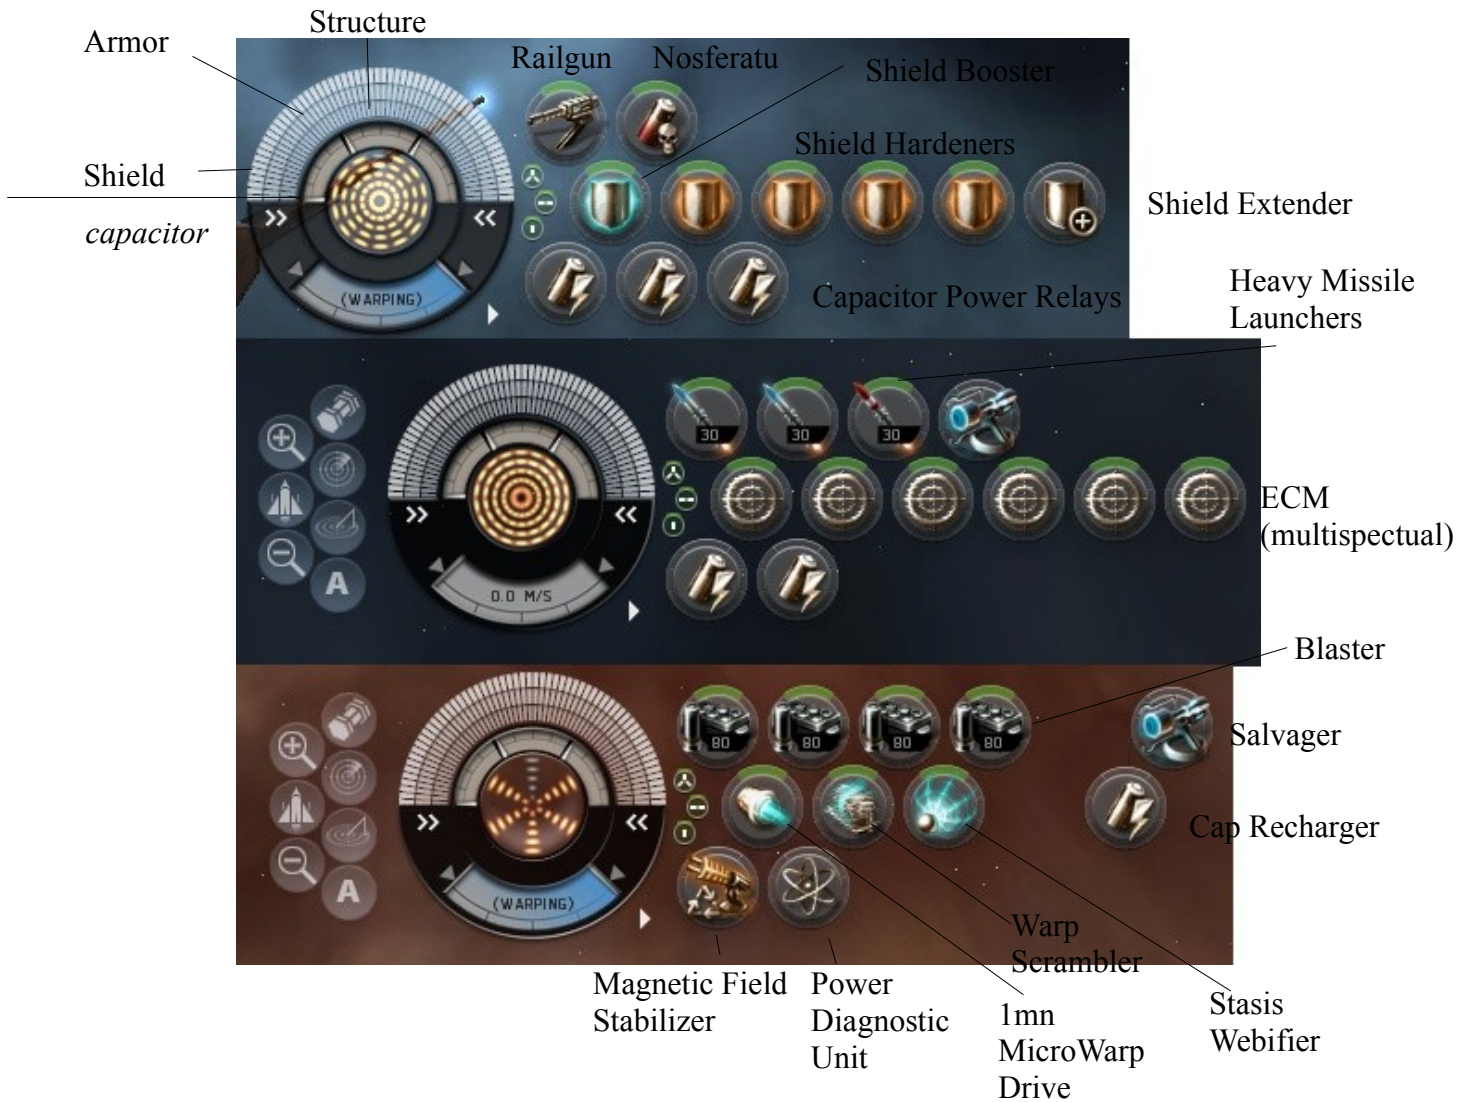 Structure
Armor
Railgun
Nosferatu
Shield Booster
Shield Hardeners
Shield
Shield Extender
capacitor
(WARPING)
Capacitor Power Relays
Heavy Missile
Launchers
30
30
30
ECM
(multispectual)
A
0.0 M/S
Blaster
80
80
80
80
Salvager
Cap Recharger
A
(WARPING)
Warp
Scrambler
Magnetic Field
Stabilizer
Power
Diagnostic
Unit
1mn
MicroWarp
Drive
Stasis
Webifier